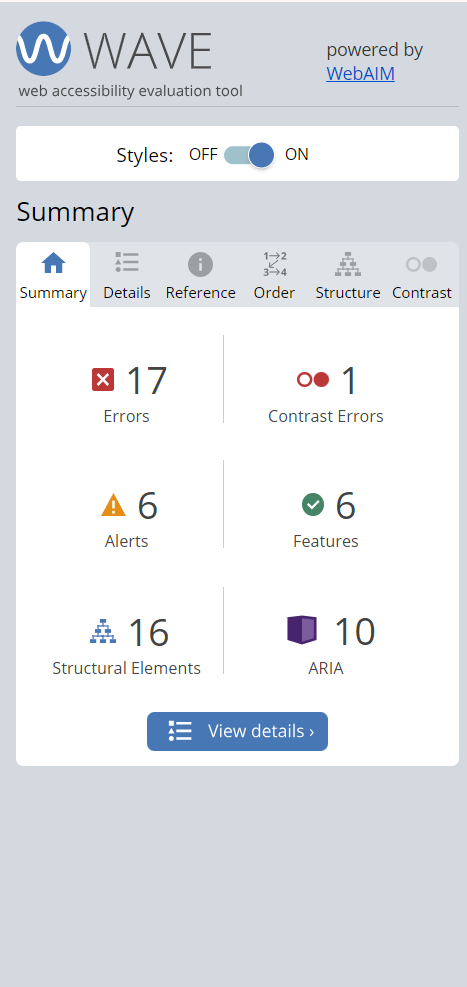 WAVE
powered by
WebAIM
web accessibility evaluation tool
Styles: OFF ON
Summary
Summary Details Reference Order Structure Contrast
17 1
Errors Contrast Errors
6 6
Alerts Features
16 10
Structural Elements ARIA
View details ›